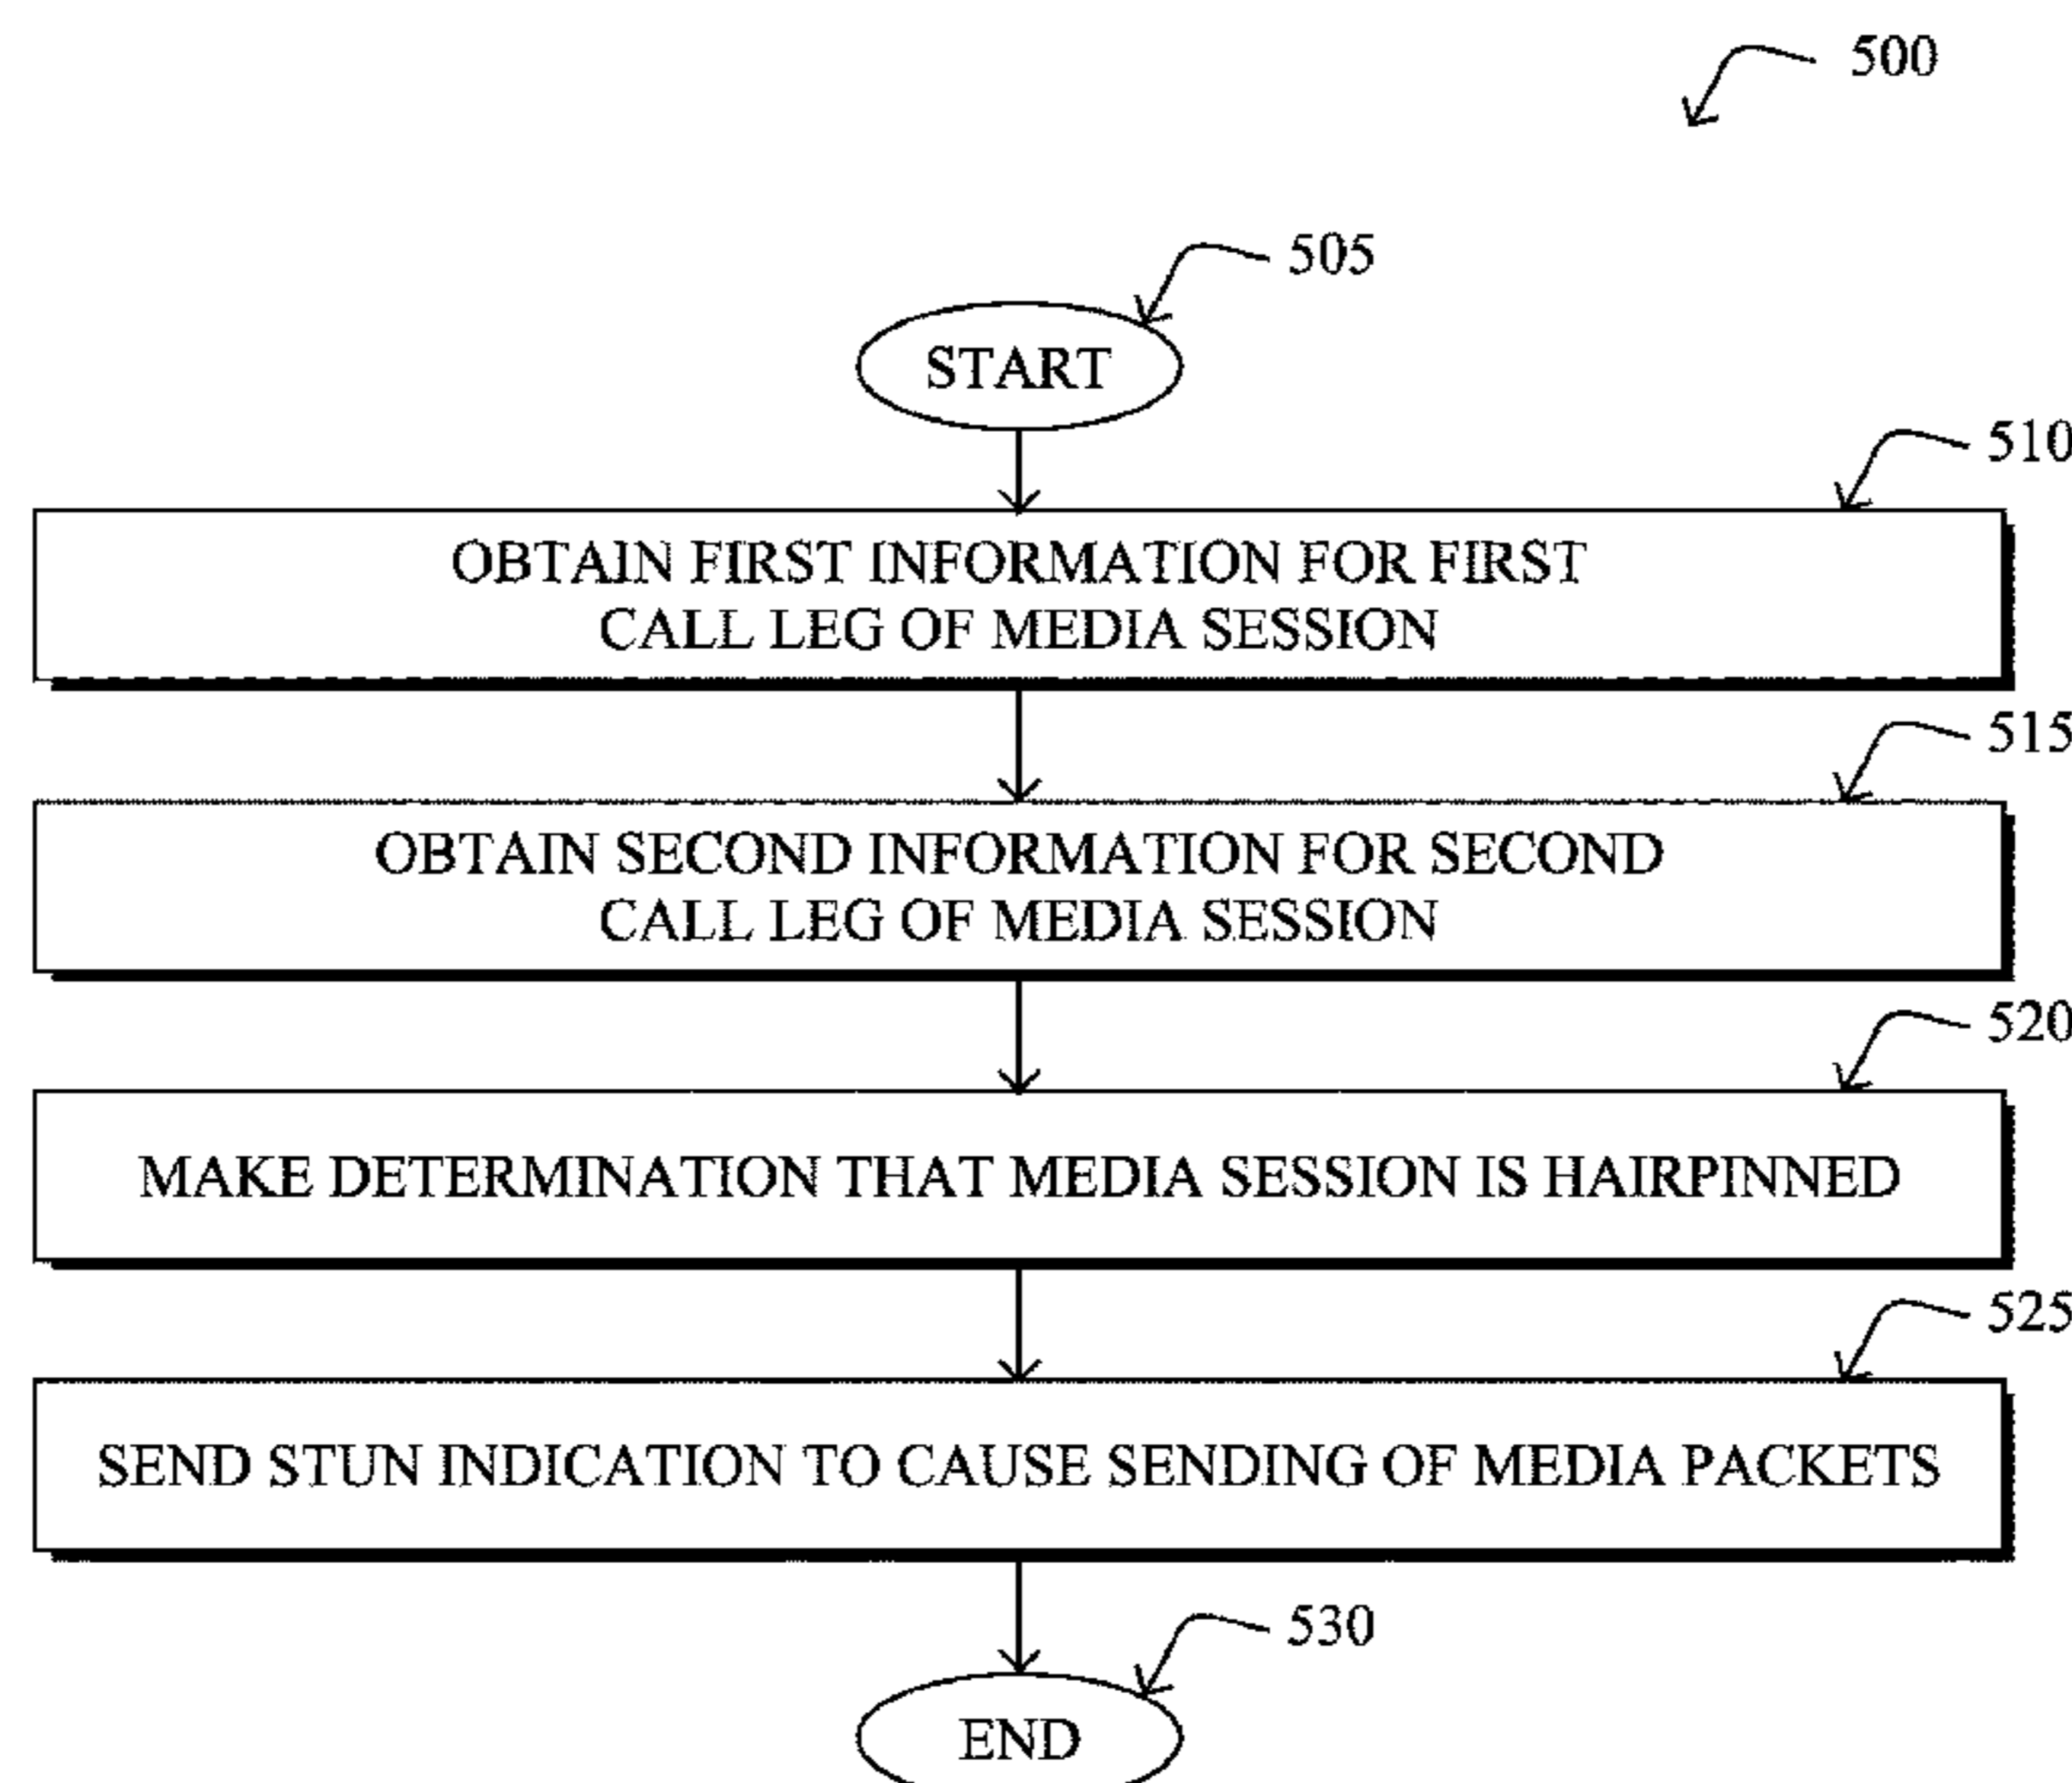 500
505
START
510
OBTAIN FIRST INFORMATION FOR FIRST
CALL LEG OF MEDIA SESSION
515
OBTAIN SECOND INFORMATION FOR SECOND
CALL LEG OF MEDIA SESSION
520
MAKE DETERMINATION THAT MEDIA SESSION IS HAIRPINNED
525
SEND STUN INDICATION TO CAUSE SENDING OF MEDIA PACKETS
530
END